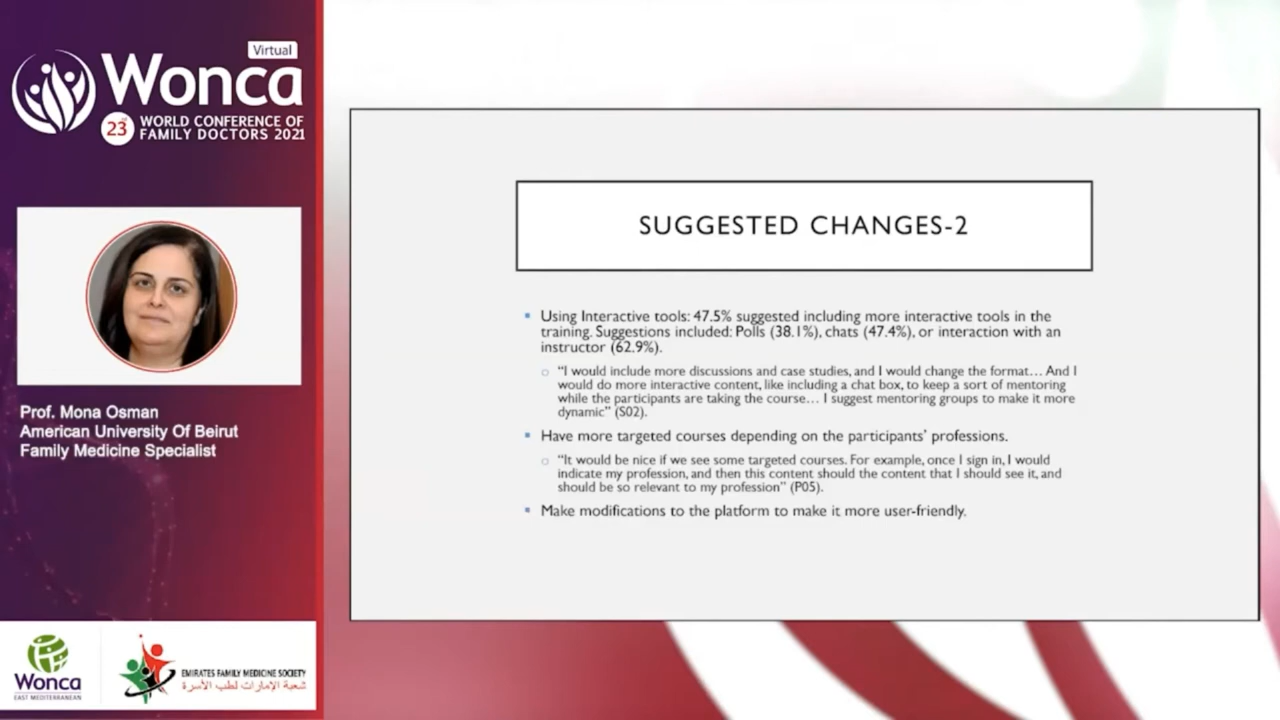 Virtual
Wonca
23
WORLD CONFERENCE OF
FAMILY DOCTORS 2021
Prof. Mona Osman
American University Of Beirut
Family Medicine Specialist
Wonca
EAST MEDITERRANEAN
EMIRATES FAMILY MEDICINE SOCIETY
شعبة الإمارات لطب الأسرة
SUGGESTED CHANGES-2
Using Interactive tools: 47.5% suggested including more interactive tools in the
training. Suggestions included: Polls (38.1%), chats (47.4%), or interaction with an
instructor (62.9%).
“I would include more discussions and case studies, and I would change the format… And I
would do more interactive content, like including a chat box, to keep a sort of mentoring
while the participants are taking the course… I suggest mentoring groups to make it more
dynamic” (S02).
Have more targeted courses depending on the participants’ professions.
“It would be nice if we see some targeted courses. For example, once I sign in, I would
indicate my profession, and then this content should the content that I should see it, and
should be so relevant to my profession” (P05).
Make modifications to the platform to make it more user-friendly.